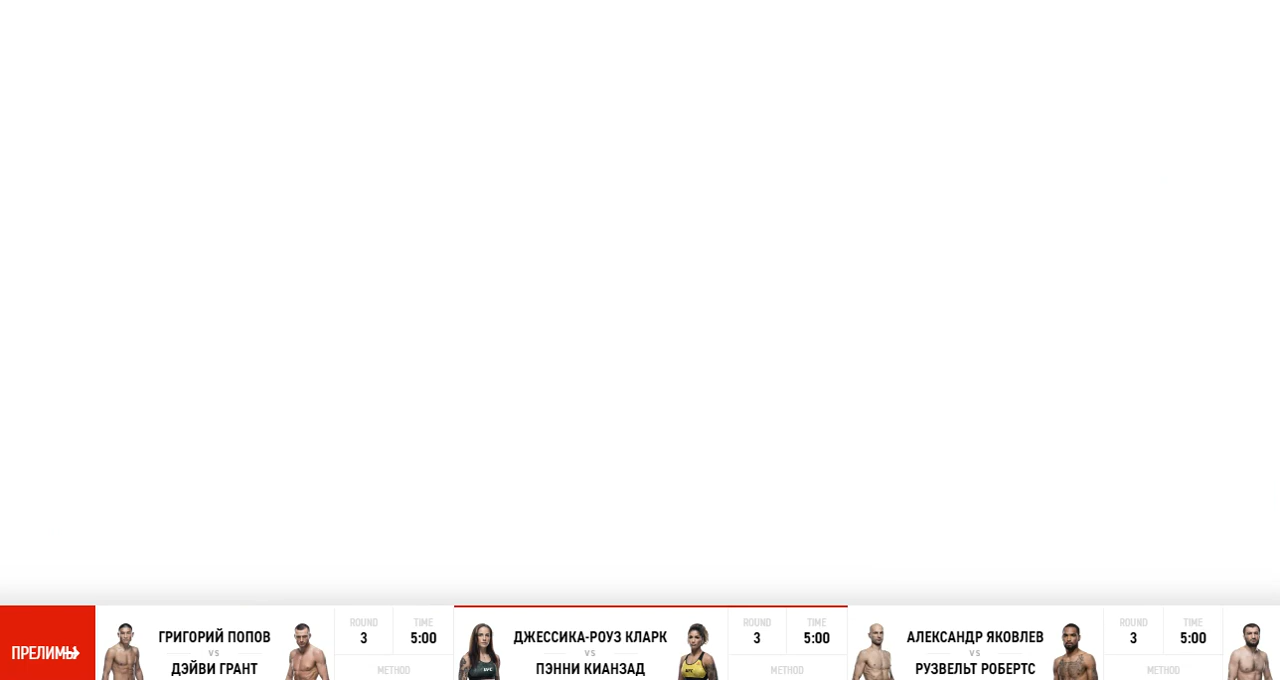 ПРЕЛИМЫ
ГРИГОРИЙ ПОПОВ
VS
ДЭЙВИ ГРАНТ
ROUND
3
TIME
5:00
METHOD
ДЖЕССИКА-РОУЗ КЛАРК
VS
ПЭННИ КИАНЗАД
ROUND
3
TIME
5:00
METHOD
АЛЕКСАНДР ЯКОВЛЕВ
VS
РУЗВЕЛЬТ РОБЕРТС
ROUND
3
TIME
5:00
METHOD